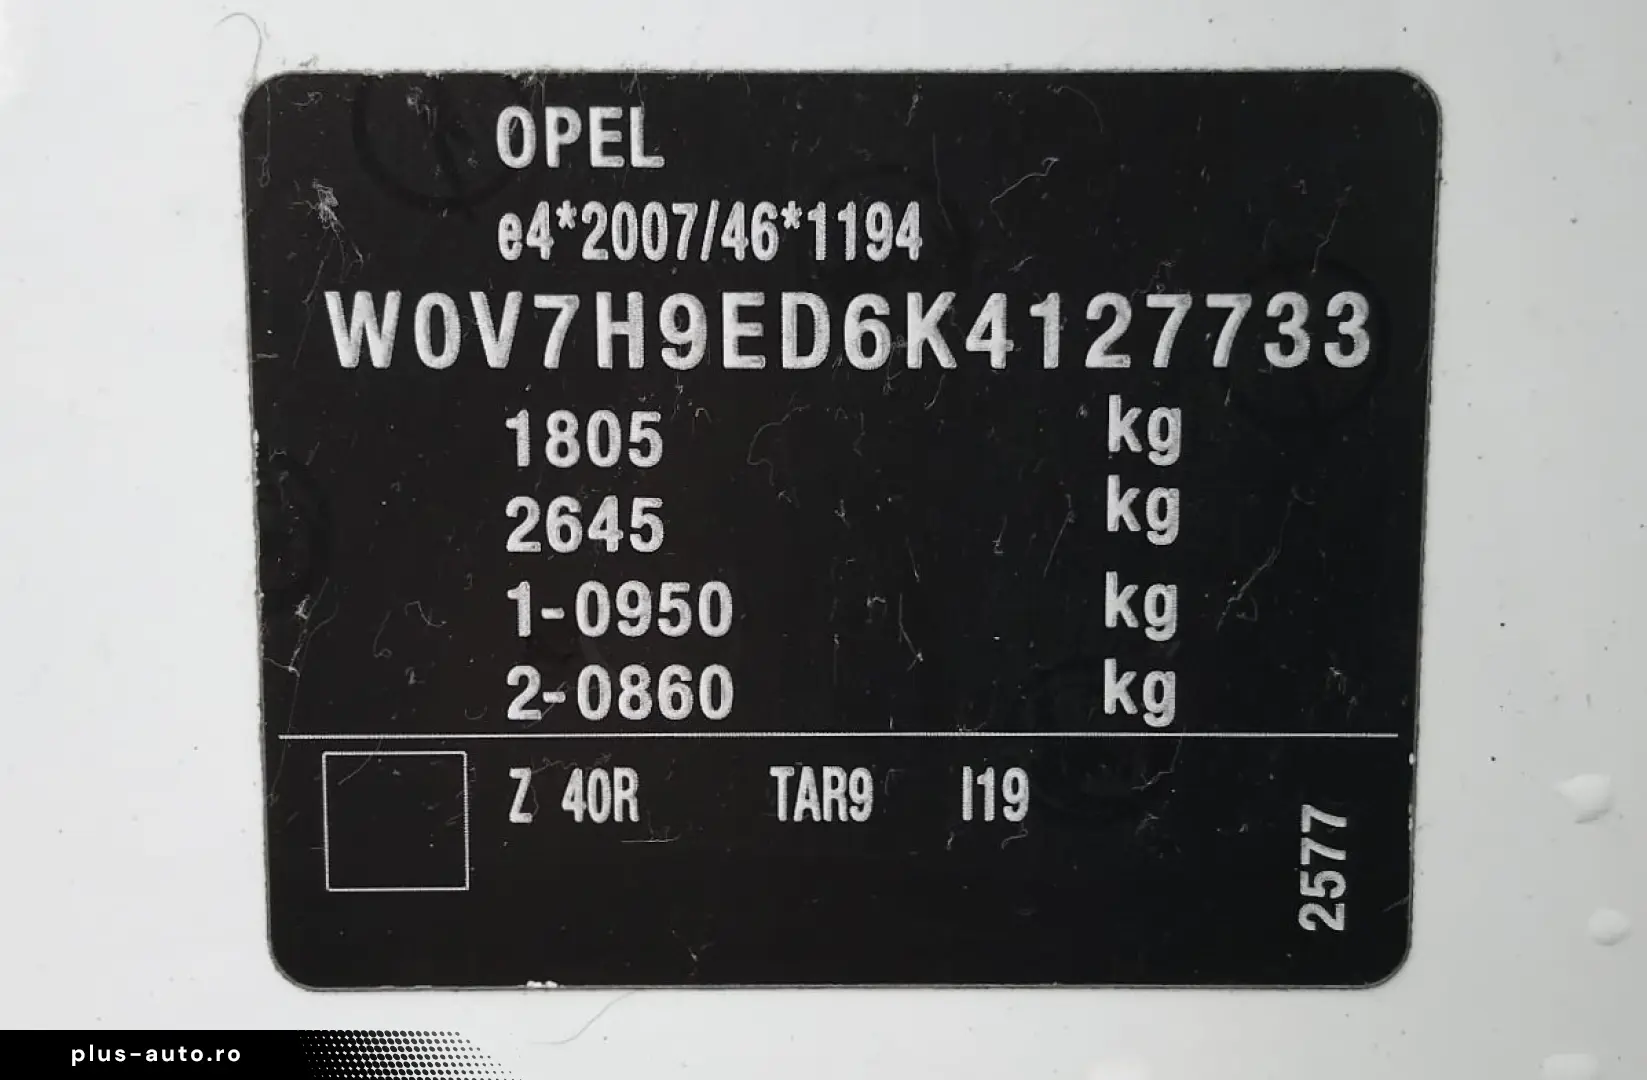 OPEL
e4*2007/46*1194
W0V7H9ED6K4127733
1805 kg
2645 kg
1-0950 kg
2-0860 kg
Z 40R TAR9 I19
2577
plus-auto.ro